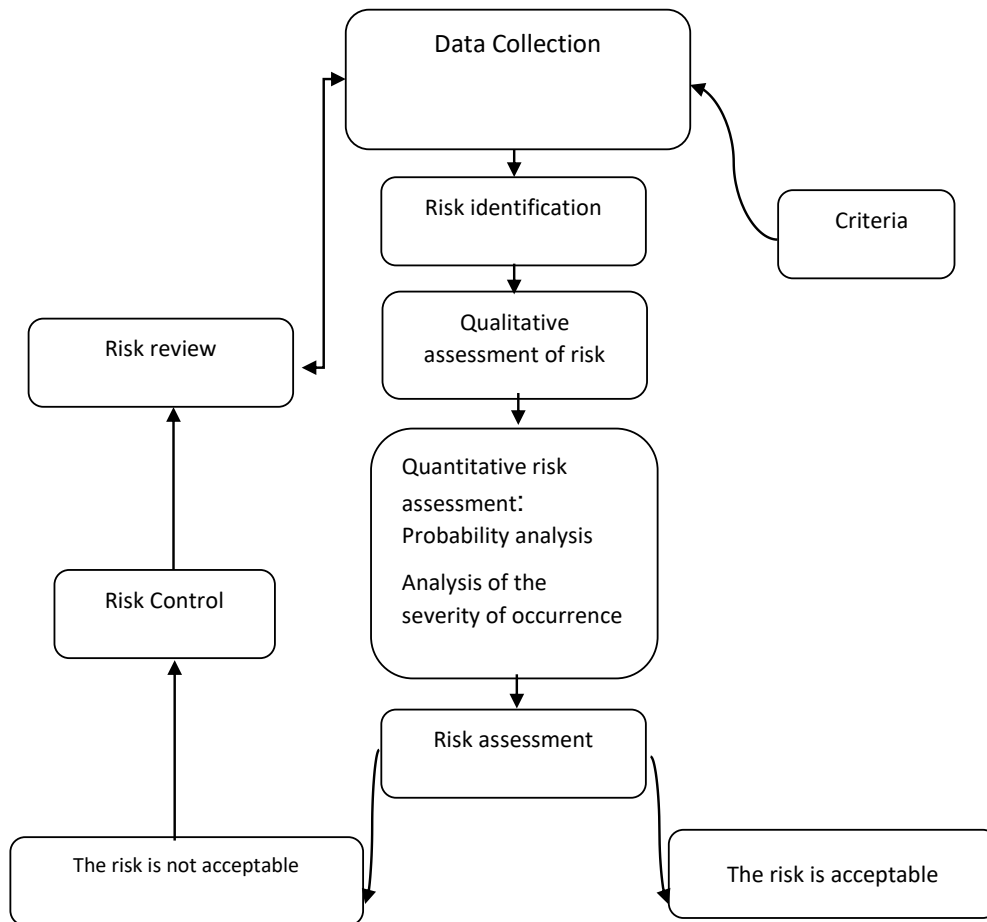 Data Collection
Risk identification
Criteria
Qualitative
assessment of risk
Risk review
Quantitative risk
assessment:
Probability analysis
Analysis of the
severity of occurrence
Risk Control
Risk assessment
The risk is not acceptable
The risk is acceptable